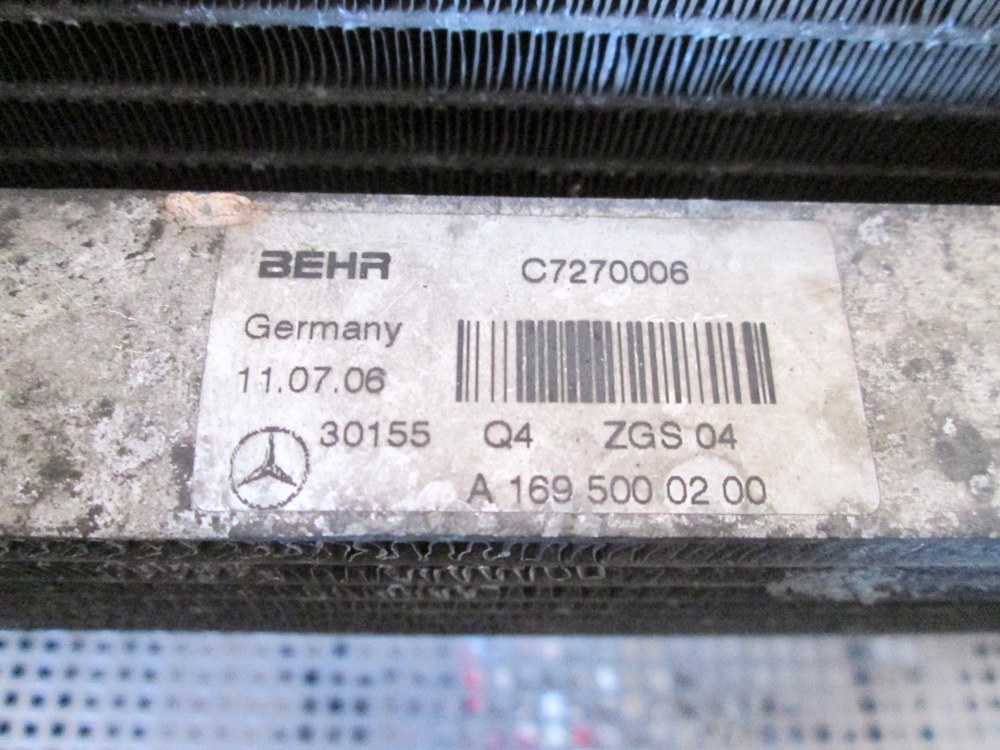 BEHR C7270006
Germany
11.07.06
30155 Q4 ZGS 04
A 169 500 02 00